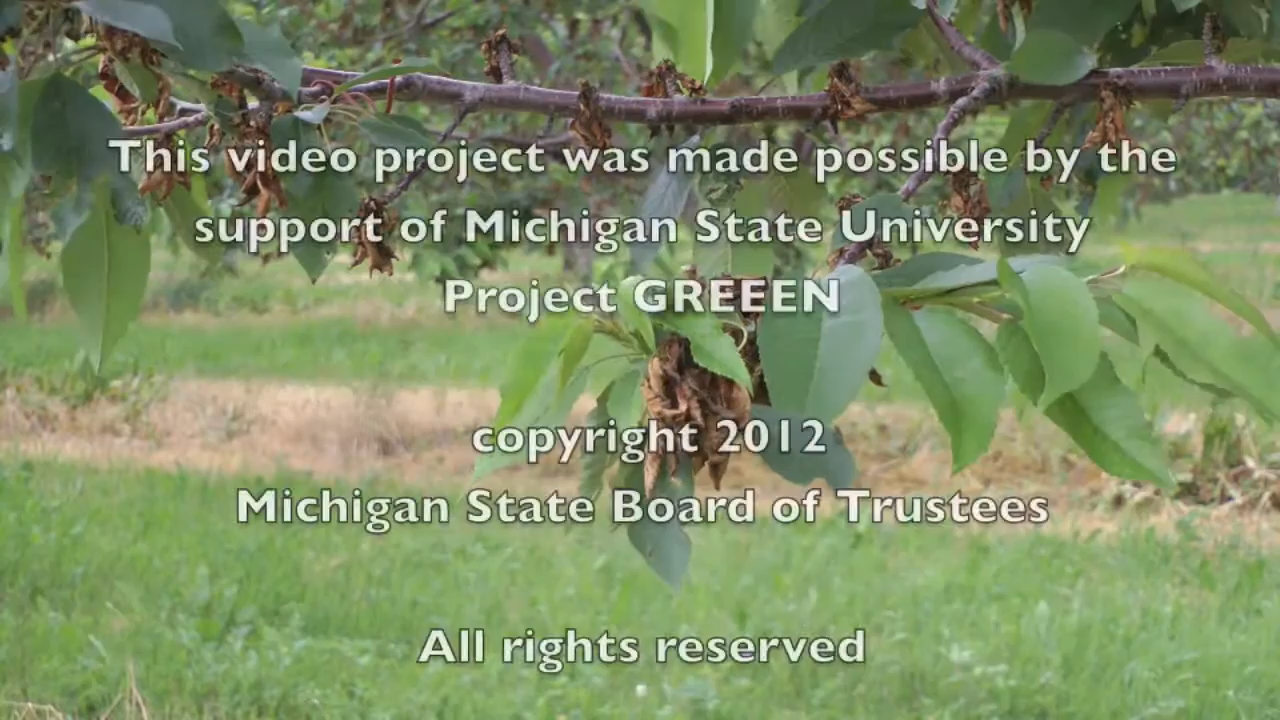 This video project was made possible by the
support of Michigan State University
Project GREEEN
copyright 2012
Michigan State Board of Trustees
All rights reserved